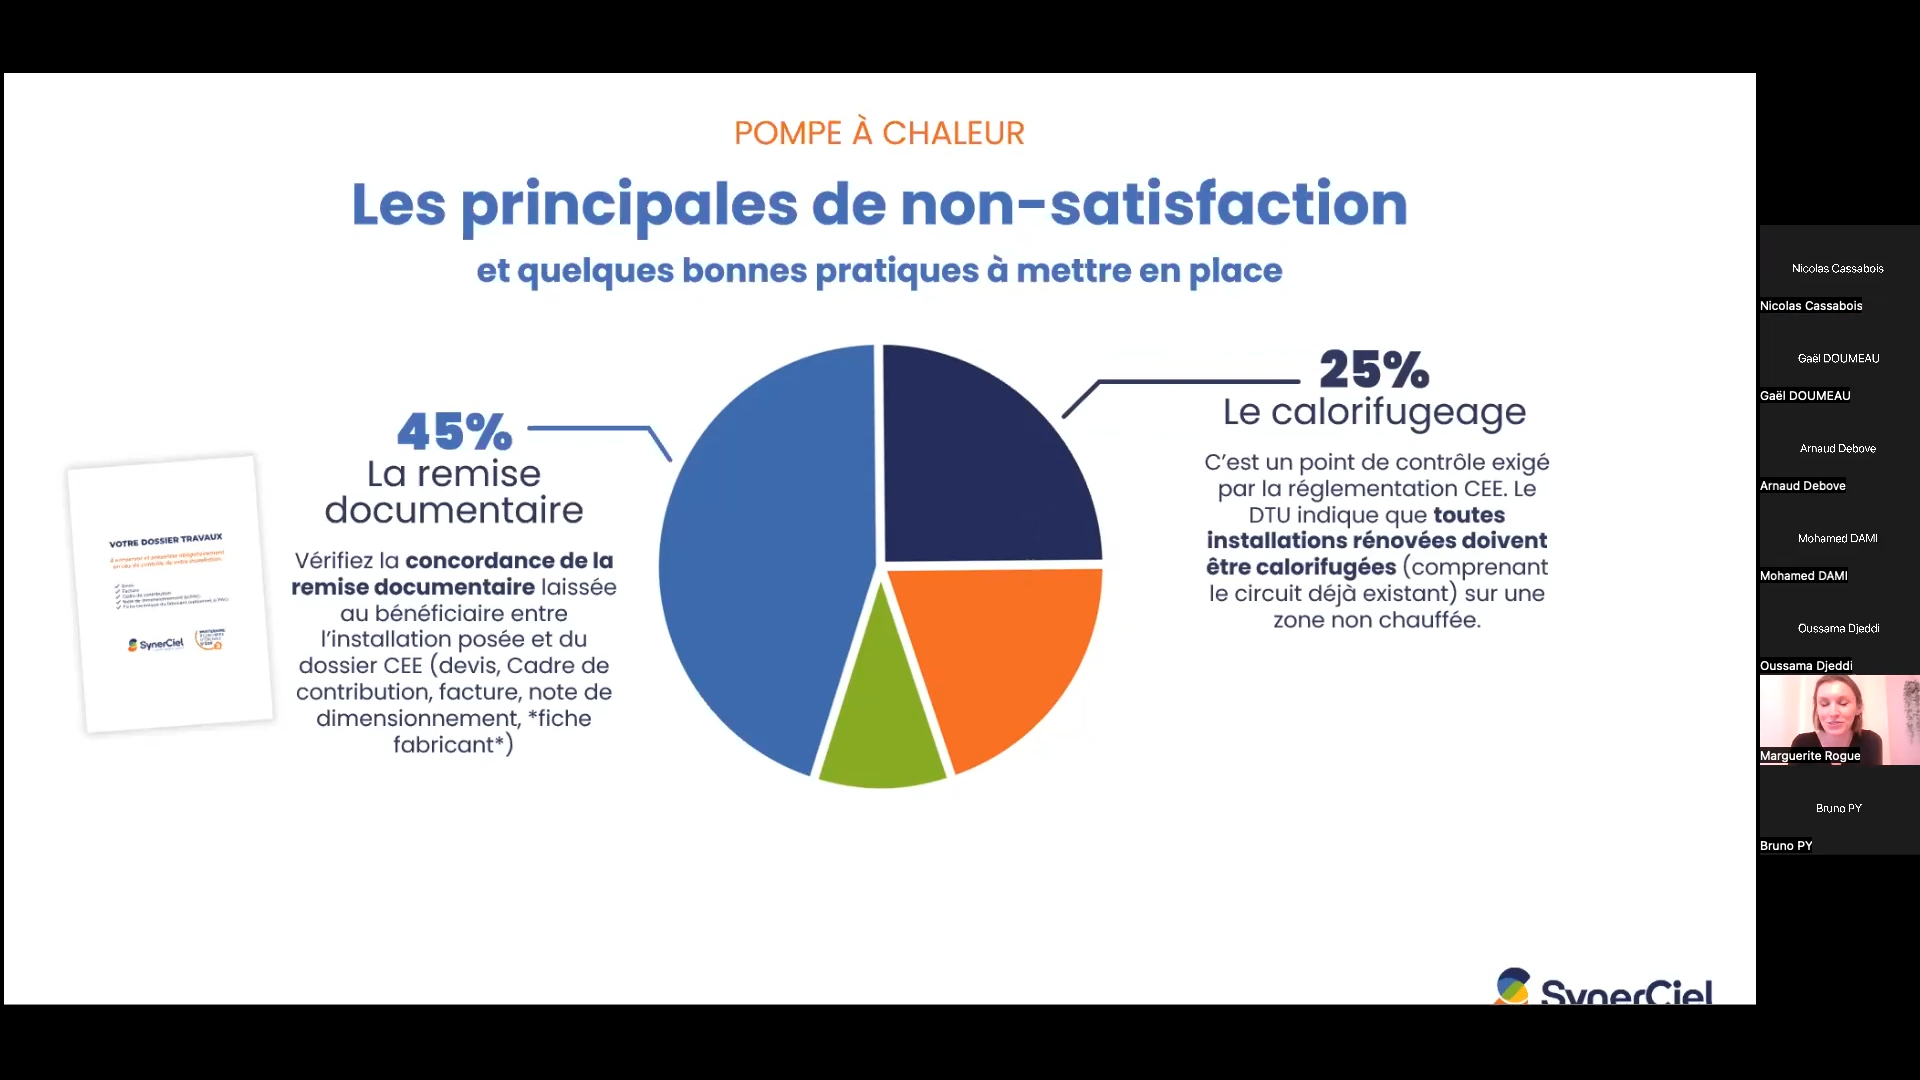 POMPE À CHALEUR
Les principales de non-satisfaction
et quelques bonnes pratiques à mettre en place
45%
La remise
documentaire
Vérifiez la concordance de la
remise documentaire laissée
au bénéficiaire entre
l’installation posée et du
dossier CEE (devis, Cadre de
contribution, facture, note de
dimensionnement, *fiche
fabricant*)
25%
Le calorifugeage
C’est un point de contrôle exigé
par la réglementation CEE. Le
DTU indique que toutes
installations rénovées doivent
être calorifugées (comprenant
le circuit déjà existant) sur une
zone non chauffée.
VOTRE DOSSIER TRAVAUX
Facture
Cadre de contribution
SynerCiel
SynerCiel
Nicolas Cassabois
Nicolas Cassabois
Gaël DOUMEAU
Gaël DOUMEAU
Arnaud Debove
Arnaud Debove
Mohamed DAMI
Mohamed DAMI
Oussama Djeddi
Oussama Djeddi
Marguerite Rogue
Bruno PY
Bruno PY